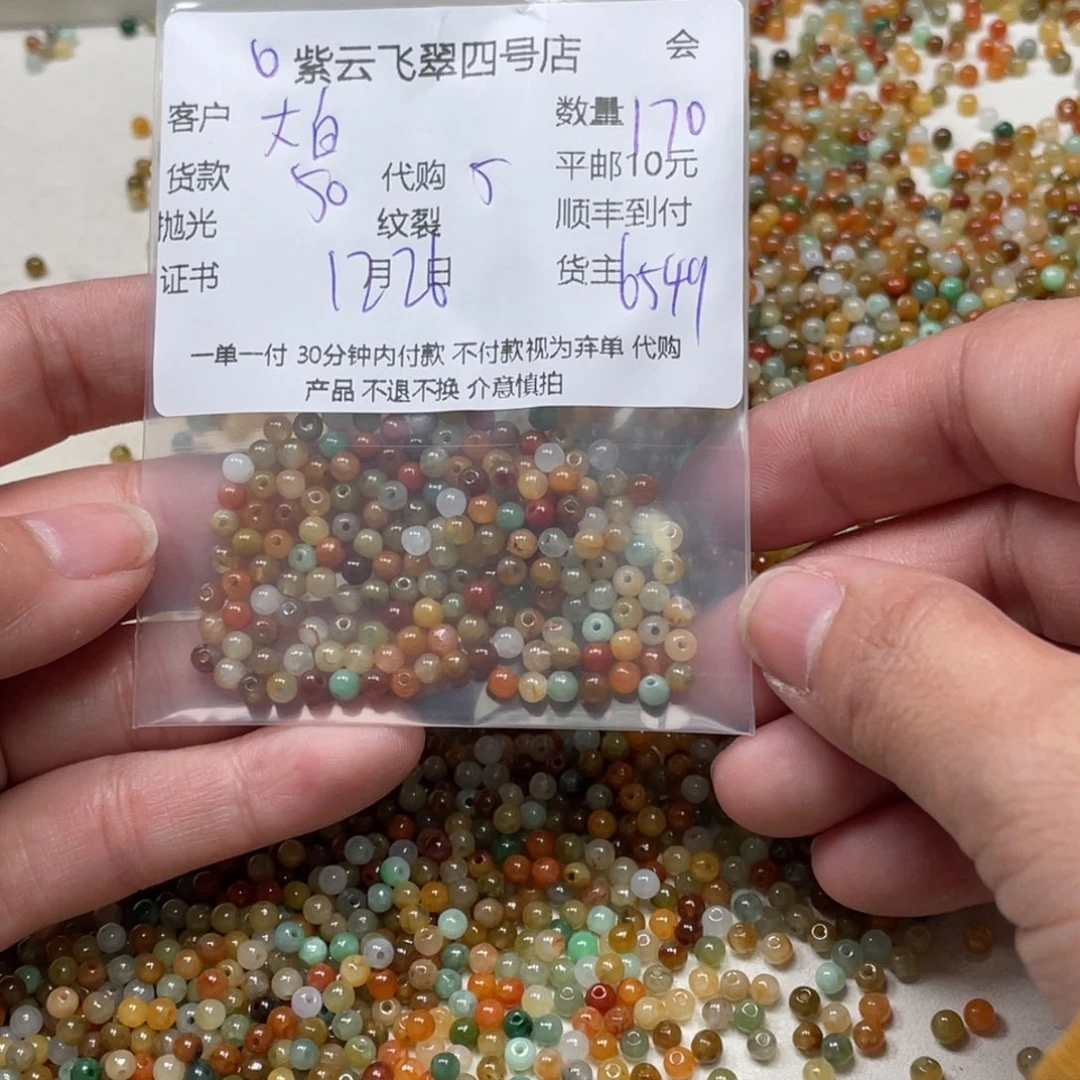 6 紫云飞翠四号店 会
客户 大白 数量 170
货款 50 代购 5 平邮10元
抛光 纹裂 顺丰到付
证书 12月26日 货主 6549
一单一付 30分钟内付款 不付款视为弃单 代购
产品 不退不换 介意慎拍